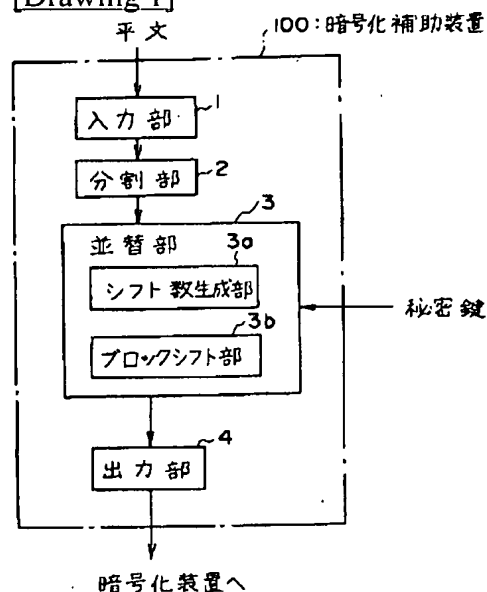 [Drawing 1]
平文
100:暗号化補助装置
入力部
1
分割部
2
3
並替部
3a
シフト数生成部
3b
ブロックシフト部
秘密鍵
4
出力部
暗号化装置へ